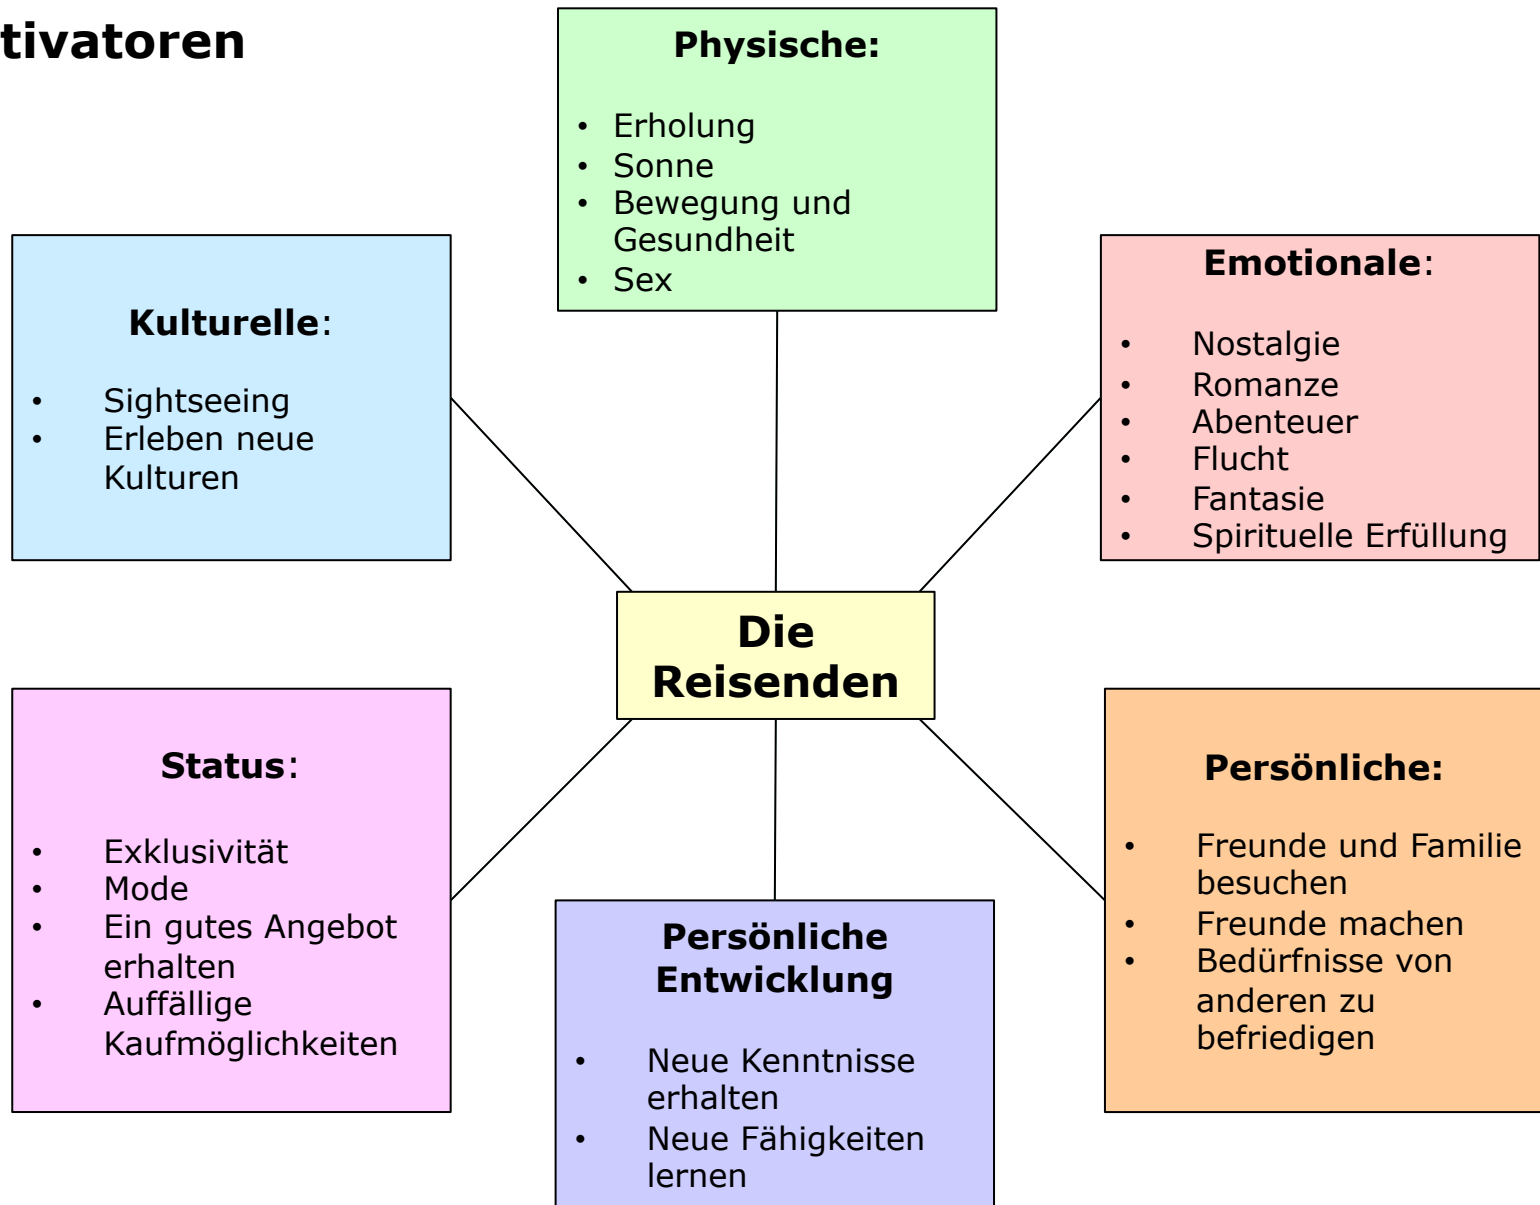 tivatoren
Physische:
• Erholung
• Sonne
• Bewegung und
Gesundheit
• Sex
Kulturelle:
• Sightseeing
• Erleben neue
Kulturen
Emotionale:
• Nostalgie
• Romanze
• Abenteuer
• Flucht
• Fantasie
• Spirituelle Erfüllung
Die
Reisenden
Status:
• Exklusivität
• Mode
• Ein gutes Angebot
erhalten
• Auffällige
Kaufmöglichkeiten
Persönliche
Entwicklung
• Neue Kenntnisse
erhalten
• Neue Fähigkeiten
lernen
Persönliche:
• Freunde und Familie
besuchen
• Freunde machen
• Bedürfnisse von
anderen zu
befriedigen